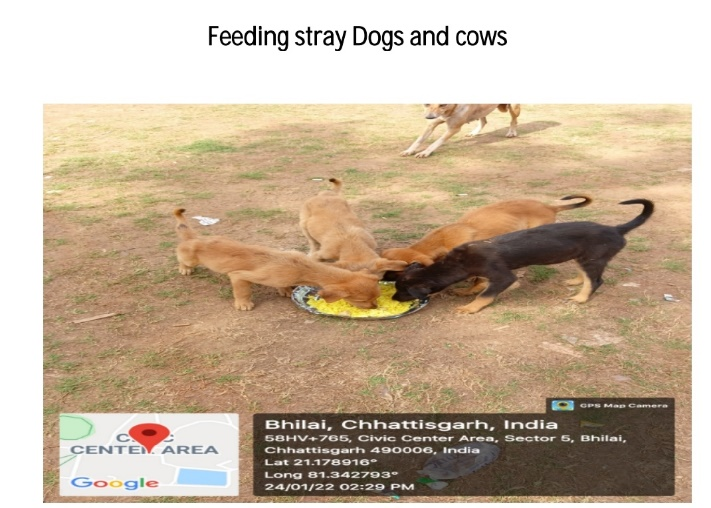 Feeding stray Dogs and cows
GPS Map Camera
Bhilai, Chhattisgarh, India
58HV+765, Civic Center Area, Sector 5, Bhilai,
Chhattisgarh 490006, India
Lat 21.178916°
Long 81.342793°
24/01/22 02:29 PM
CENTER AREA
Google